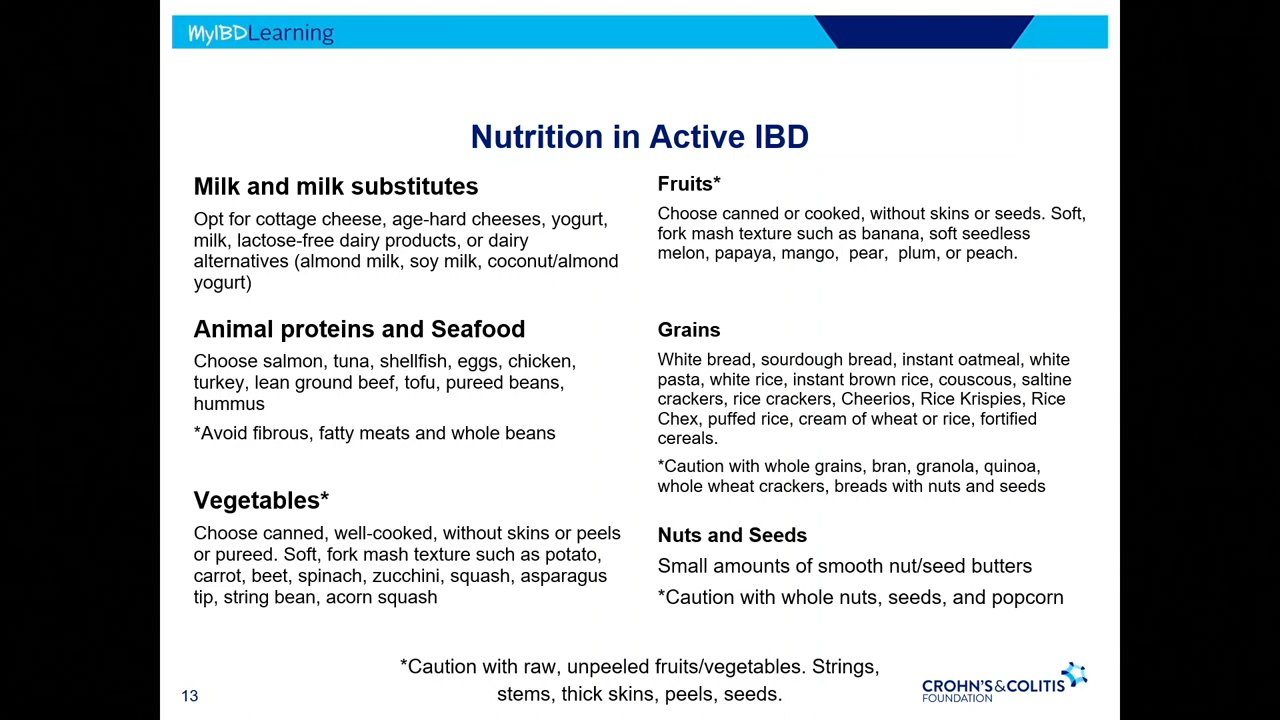 MyIBDLearning
Nutrition in Active IBD
Milk and milk substitutes
Opt for cottage cheese, age-hard cheeses, yogurt,
milk, lactose-free dairy products, or dairy
alternatives (almond milk, soy milk, coconut/almond
yogurt)
Animal proteins and Seafood
Choose salmon, tuna, shellfish, eggs, chicken,
turkey, lean ground beef, tofu, pureed beans,
hummus
*Avoid fibrous, fatty meats and whole beans
Vegetables*
Choose canned, well-cooked, without skins or peels
or pureed. Soft, fork mash texture such as potato,
carrot, beet, spinach, zucchini, squash, asparagus
tip, string bean, acorn squash
Fruits*
Choose canned or cooked, without skins or seeds. Soft,
fork mash texture such as banana, soft seedless
melon, papaya, mango, pear, plum, or peach.
Grains
White bread, sourdough bread, instant oatmeal, white
pasta, white rice, instant brown rice, couscous, saltine
crackers, rice crackers, Cheerios, Rice Krispies, Rice
Chex, puffed rice, cream of wheat or rice, fortified
cereals.
*Caution with whole grains, bran, granola, quinoa,
whole wheat crackers, breads with nuts and seeds
Nuts and Seeds
Small amounts of smooth nut/seed butters
*Caution with whole nuts, seeds, and popcorn
*Caution with raw, unpeeled fruits/vegetables. Strings,
stems, thick skins, peels, seeds.
13
CROHN'S&COLITIS
FOUNDATION